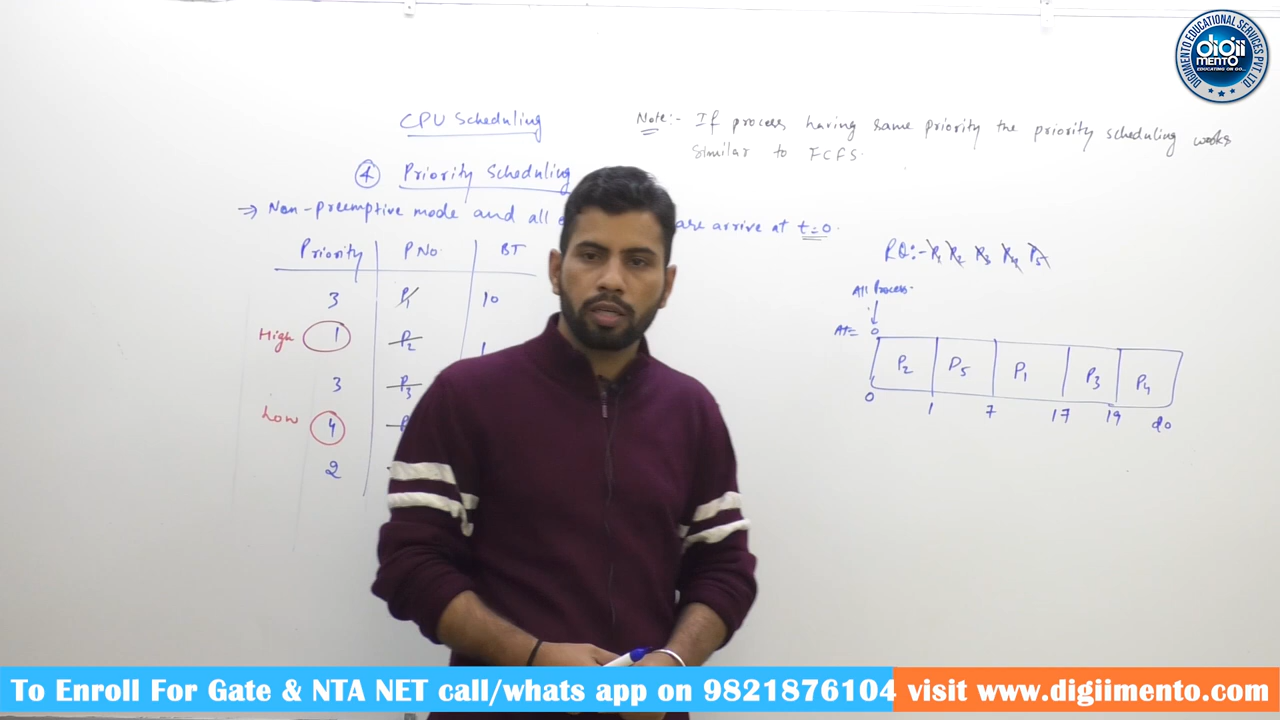 DIGIIMENTO EDUCATIONAL SERVICES PVT LTD
DIGII
MENTO
EDUCATING ON GO...
CPU Scheduling
Note:- If process having same priority the priority scheduling works
similar to FCFS.
④ Priority Scheduling
⇒ Non-preemptive mode and all are arrive at t=0.
Priority P No. BT
3 P1 10
High 1 P2 1
3 P3
Low 4
2
RQ:- P1 P2 P3 P4 P5
All Process.
AT= 0
P2 P5 P1 P3 P4
0 1 7 17 19 20
To Enroll For Gate & NTA NET call/whats app on 9821876104 visit www.digiimento.com